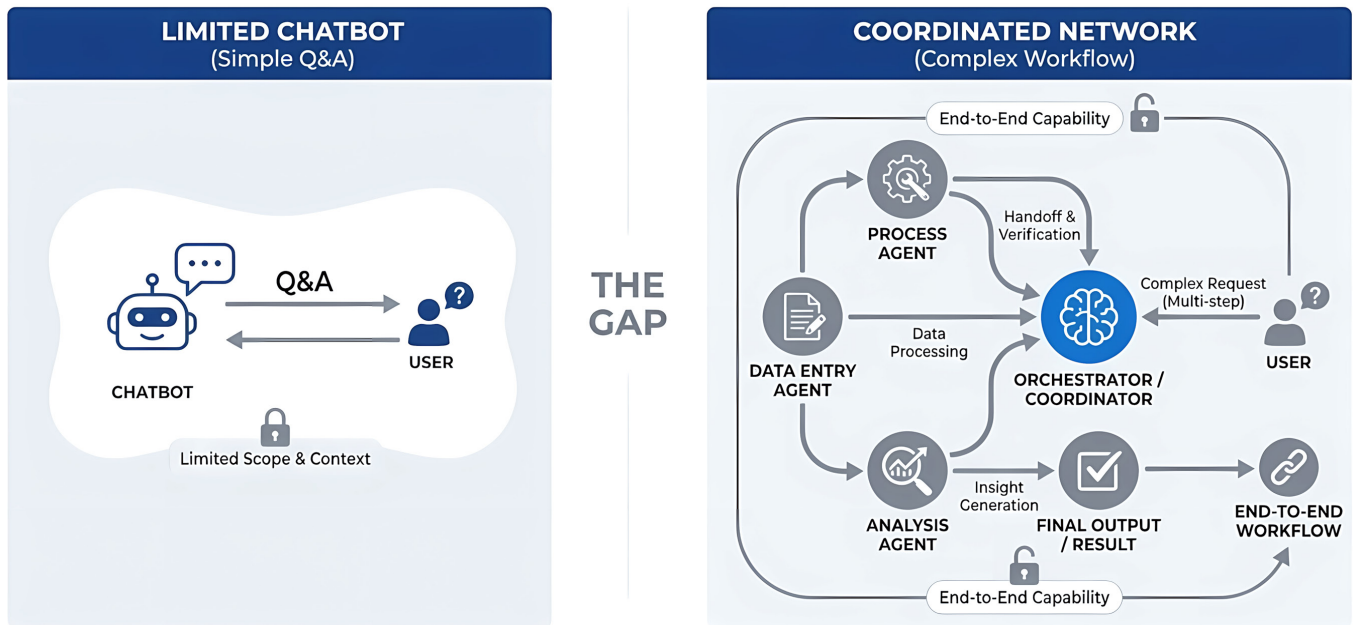 LIMITED CHATBOT
(Simple Q&A)
Q&A
?
USER
CHATBOT
Limited Scope & Context
THE
GAP
COORDINATED NETWORK
(Complex Workflow)
End-to-End Capability
PROCESS
AGENT
Handoff &
Verification
Complex Request
(Multi-step)
?
Data
Processing
DATA ENTRY
AGENT
ORCHESTRATOR /
COORDINATOR
USER
Insight
Generation
ANALYSIS
AGENT
FINAL OUTPUT
/ RESULT
END-TO-END
WORKFLOW
End-to-End Capability